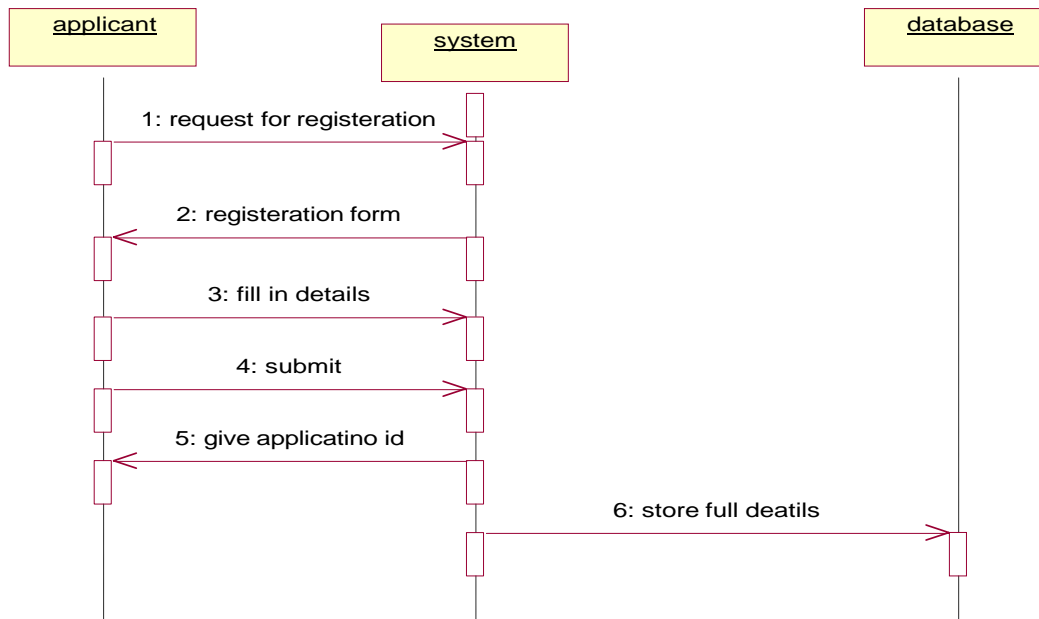 applicant
system
database
1: request for registeration
2: registeration form
3: fill in details
4: submit
5: give applicatino id
6: store full deatils